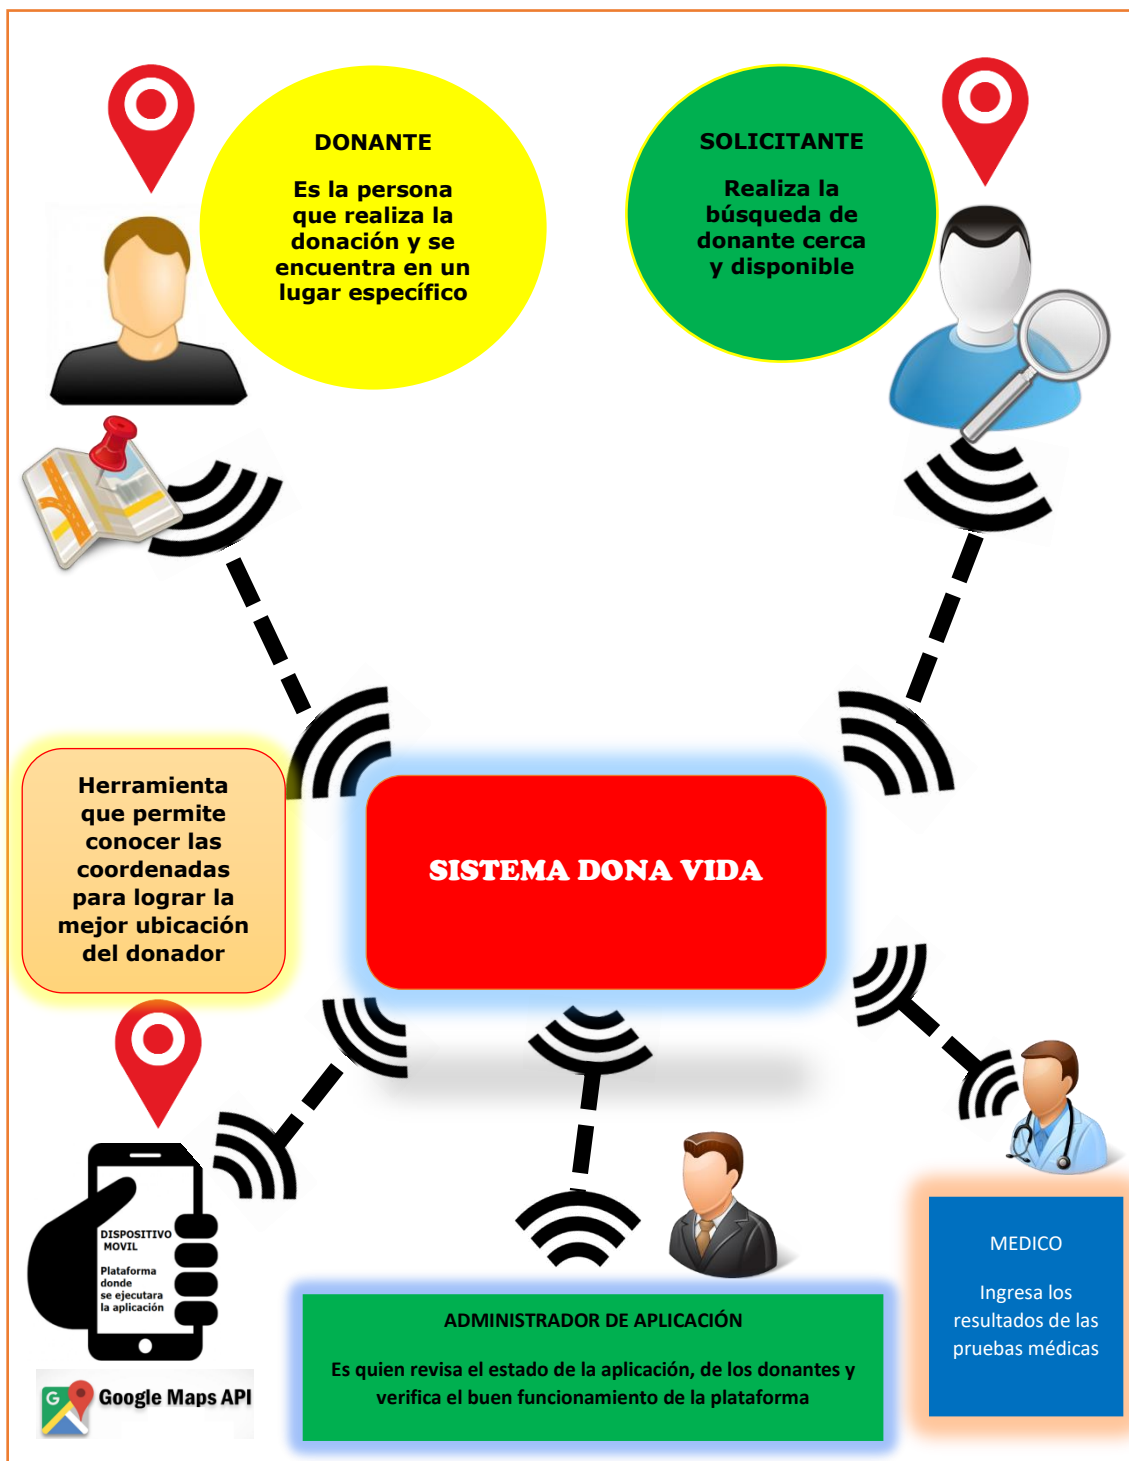 DONANTE
Es la persona
que realiza la
donación y se
encuentra en un
lugar específico
SOLICITANTE
Realiza la
búsqueda de
donante cerca
y disponible
Herramienta
que permite
conocer las
coordenadas
para lograr la
mejor ubicación
del donador
SISTEMA DONA VIDA
DISPOSITIVO
MOVIL
Plataforma
donde
se ejecutara
la aplicación
G
Google Maps API
ADMINISTRADOR DE APLICACIÓN
Es quien revisa el estado de la aplicación, de los donantes y
verifica el buen funcionamiento de la plataforma
MEDICO
Ingresa los
resultados de las
pruebas médicas